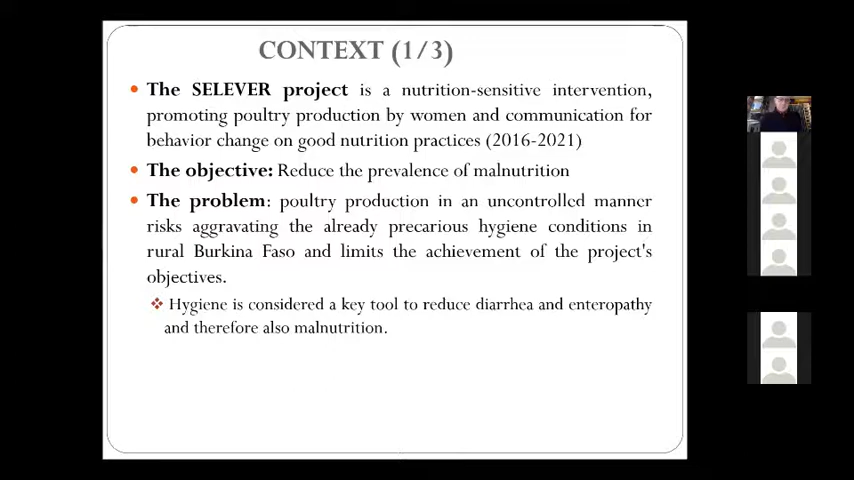 CONTEXT (1/3)
The SELEVER project is a nutrition-sensitive intervention,
promoting poultry production by women and communication for
behavior change on good nutrition practices (2016-2021)
The objective: Reduce the prevalence of malnutrition
The problem: poultry production in an uncontrolled manner
risks aggravating the already precarious hygiene conditions in
rural Burkina Faso and limits the achievement of the project's
objectives.
Hygiene is considered a key tool to reduce diarrhea and enteropathy
and therefore also malnutrition.